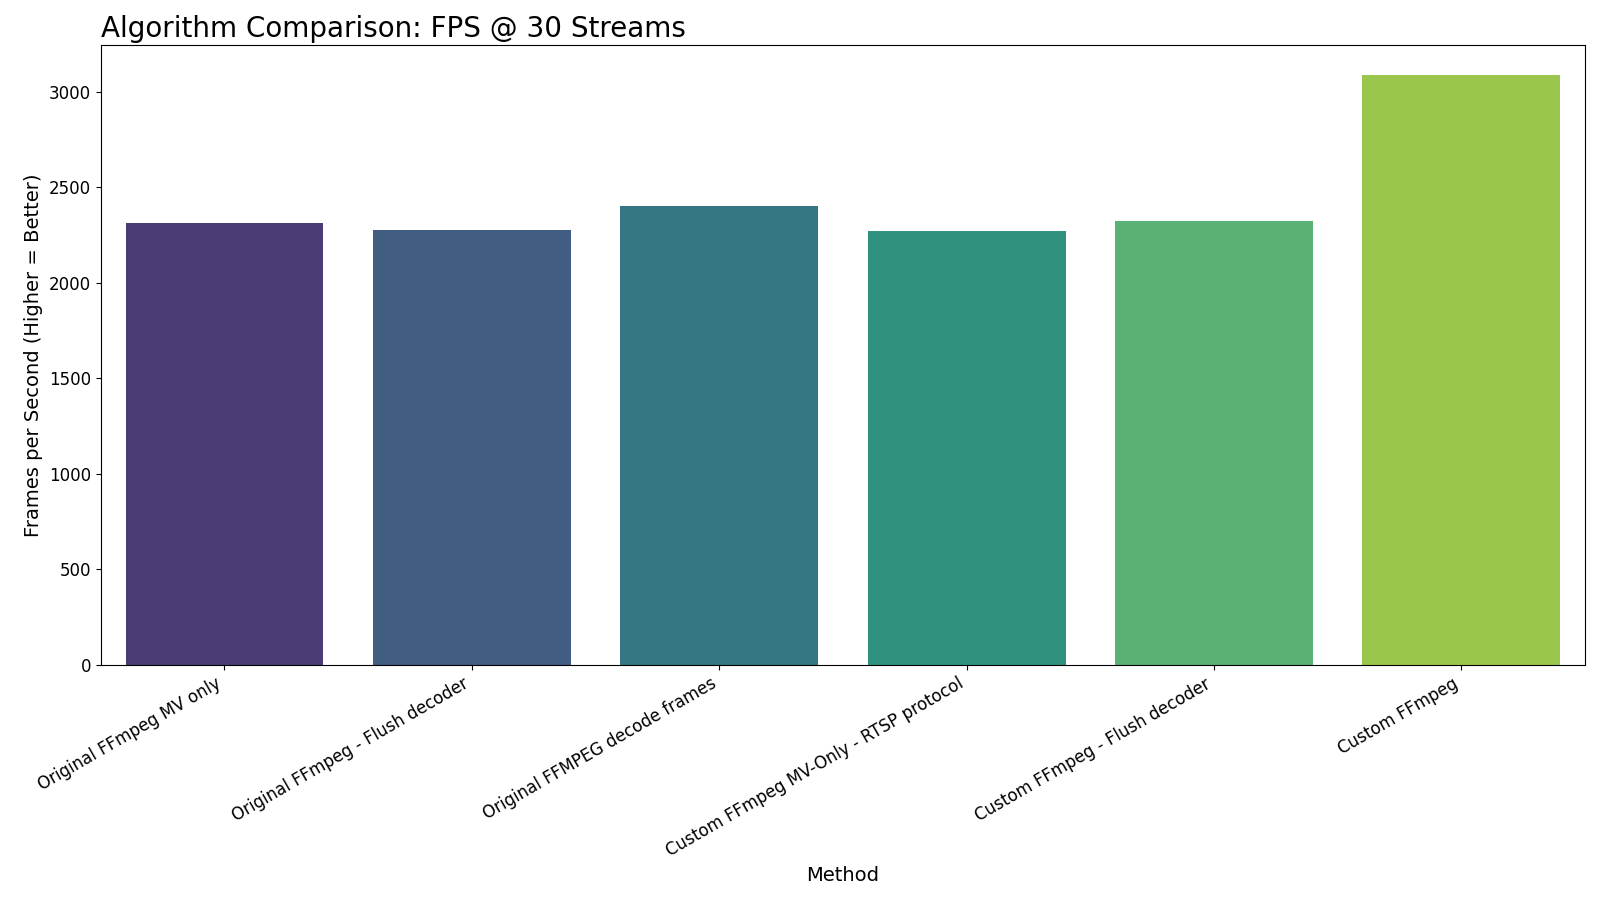 Algorithm Comparison: FPS @ 30 Streams
Frames per Second (Higher = Better)
3000
2500
2000
1500
1000
500
0
Original FFmpeg MV only
Original FFmpeg - Flush decoder
Original FFMPEG decode frames
Custom FFmpeg MV-Only - RTSP protocol
Custom FFmpeg - Flush decoder
Custom FFmpeg
Method